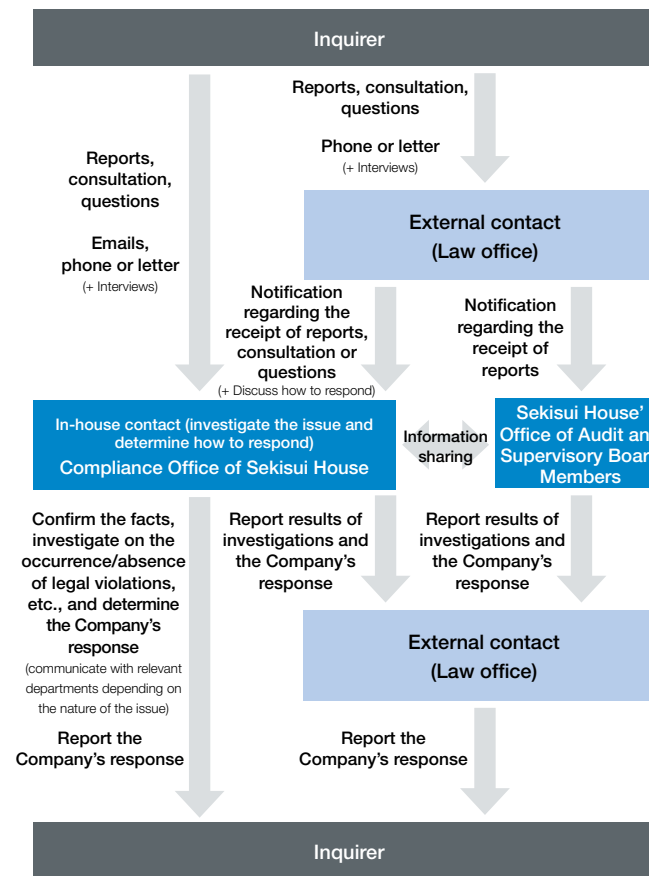 Inquirer
Reports, consultation,
questions
Phone or letter
(+ Interviews)
Reports,
consultation,
questions
Emails,
phone or letter
(+ Interviews)
External contact
(Law office)
Notification
regarding the
receipt of reports,
consultation or
questions
(+ Discuss how to respond)
Notification
regarding the
receipt of
reports
In-house contact (investigate the issue and
determine how to respond)
Compliance Office of Sekisui House
Information
sharing
Sekisui House'
Office of Audit an
Supervisory Boar
Members
Confirm the facts,
investigate on the
occurrence/absence
of legal violations,
etc., and determine
the Company's
response
(communicate with relevant
departments depending on
the nature of the issue)
Report results of
investigations and
the Company's
response
Report results of
investigations and
the Company's
response
External contact
(Law office)
Report the
Company's response
Report the
Company's response
Inquirer